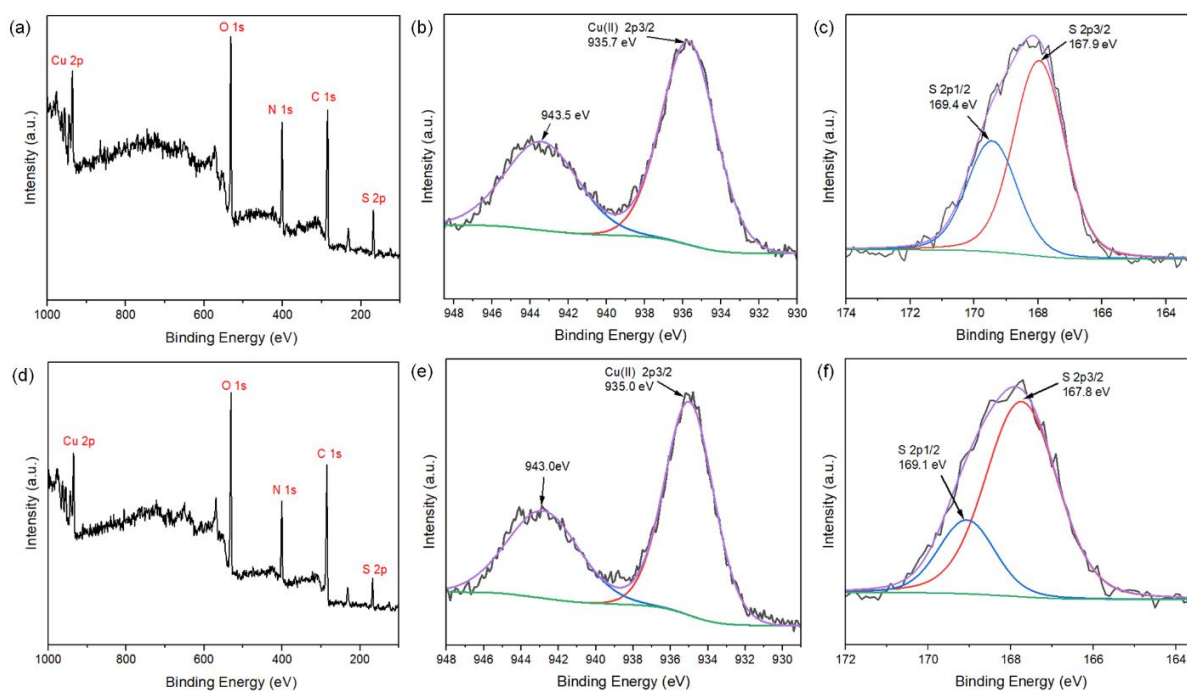 (a)
O 1s
Cu 2p
N 1s
C 1s
S 2p
Intensity (a.u.)
1000 800 600 400 200
Binding Energy (eV)
(b)
Cu(II) 2p3/2
935.7 eV
943.5 eV
Intensity (a.u.)
948 946 944 942 940 938 936 934 932 930
Binding Energy (eV)
(c)
S 2p3/2
167.9 eV
S 2p1/2
169.4 eV
Intensity (a.u.)
174 172 170 168 166 164
Binding Energy (eV)
(d)
O 1s
Cu 2p
C 1s
N 1s
S 2p
Intensity (a.u.)
1000 800 600 400 200
Binding Energy (eV)
(e)
Cu(II) 2p3/2
935.0 eV
943.0eV
Intensity (a.u.)
948 946 944 942 940 938 936 934 932 930
Binding Energy (eV)
(f)
S 2p3/2
167.8 eV
S 2p1/2
169.1 eV
Intensity (a.u.)
172 170 168 166 164
Binding Energy (eV)